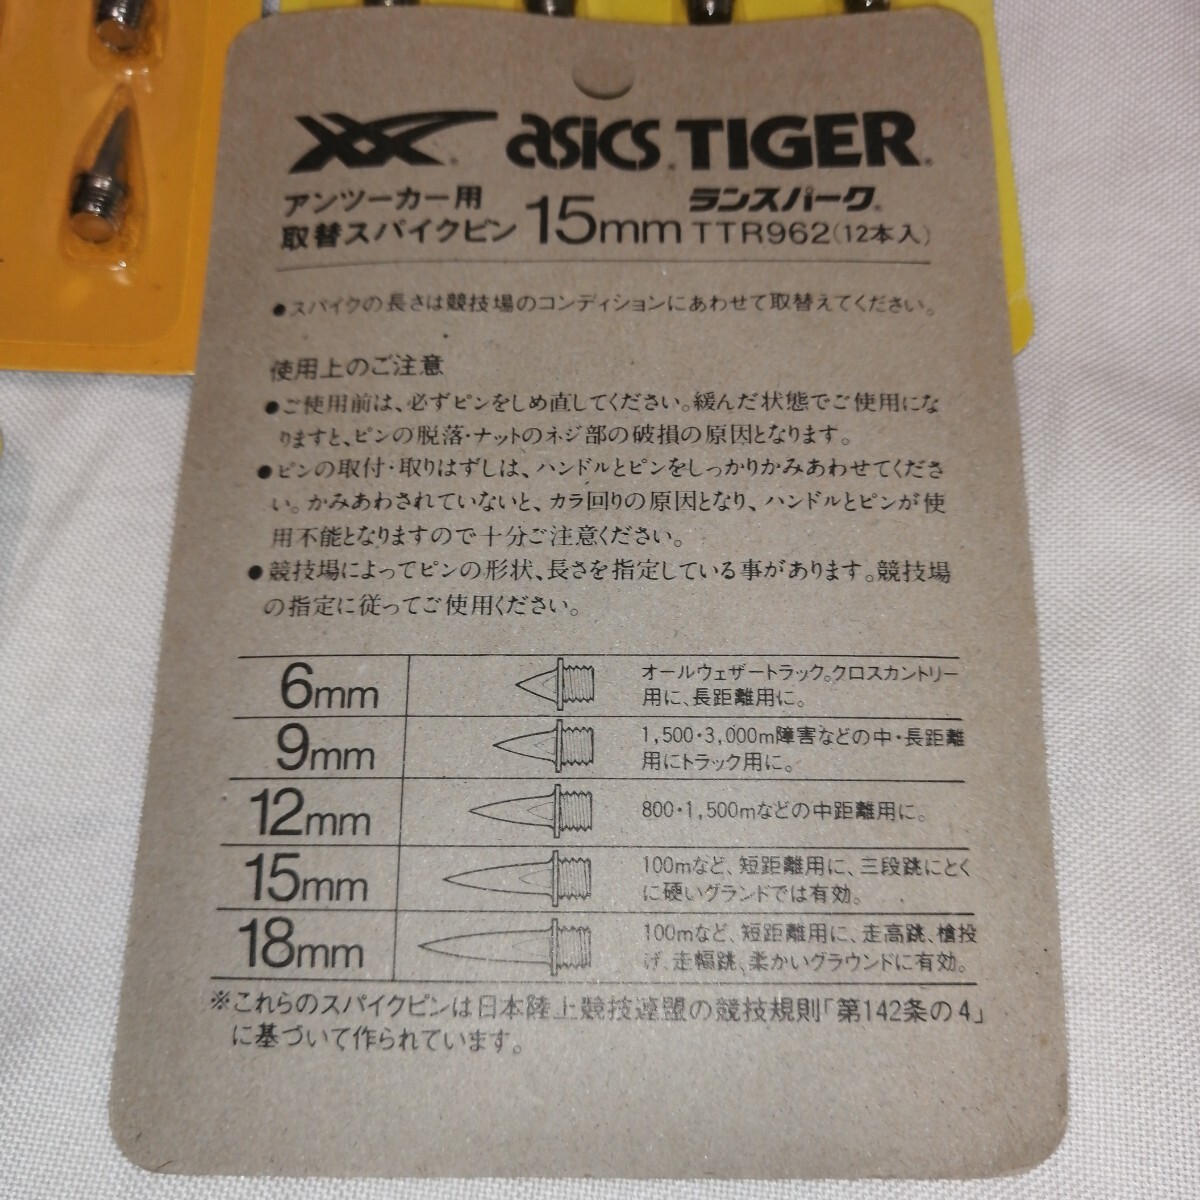 asics TIGER
アンツーカー用
取替スパイクピン 15mm
ランスパーク
TTR962(12本入)
●スパイクの長さは競技場のコンディションにあわせて取替えてください。
使用上のご注意
●ご使用前は、必ずピンをしめ直してください。緩んだ状態でご使用にな
りますと、ピンの脱落・ナットのネジ部の破損の原因となります。
●ピンの取付・取りはずしは、ハンドルとピンをしっかりかみあわせてくださ
い。かみあわされていないと、カラ回りの原因となり、ハンドルとピンが使
用不能となりますので十分ご注意ください。
●競技場によってピンの形状、長さを指定している事があります。競技場
の指定に従ってご使用ください。
6mm
オールウェザートラック。クロスカントリー
用に、長距離用に。
9mm
1,500・3,000m障害などの中・長距離
用にトラック用に。
12mm
800・1,500mなどの中距離用に。
15mm
100mなど、短距離用に、三段跳にとく
に硬いグランドでは有効。
18mm
100mなど、短距離用に、走高跳、槍投
げ、走幅跳、柔かいグラウンドに有効。
※これらのスパイクピンは日本陸上競技連盟の競技規則「第142条の4」
に基づいて作られています。